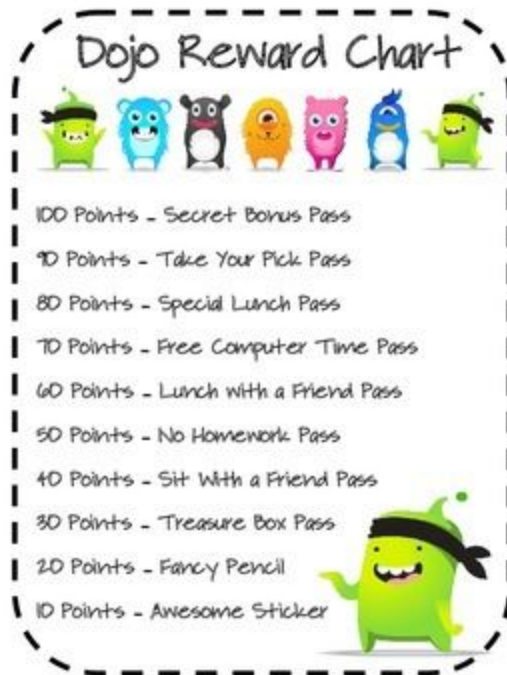 Dojo Reward Chart
100 Points - Secret Bonus Pass
90 Points - Take Your Pick Pass
80 Points - Special Lunch Pass
70 Points - Free Computer Time Pass
60 Points - Lunch with a Friend Pass
50 Points - No Homework Pass
40 Points - Sit With a Friend Pass
30 Points - Treasure Box Pass
20 Points - Fancy Pencil
10 Points - Awesome Sticker